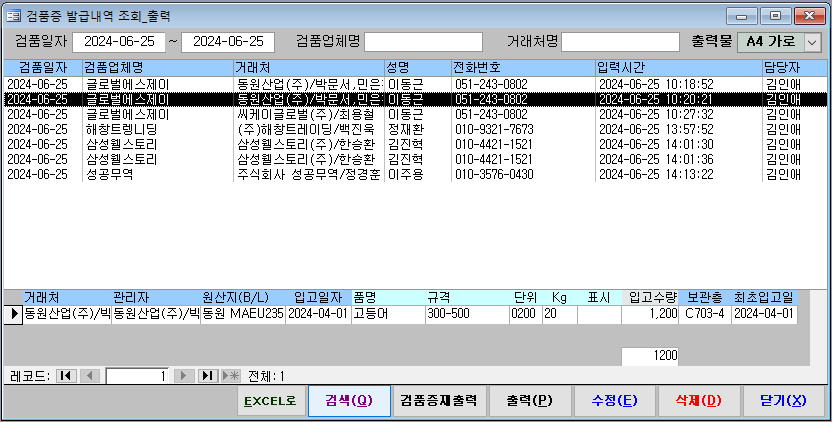 검품증 발급내역 조회_출력
검품일자 2024-06-25 ~ 2024-06-25 검품업체명 거래처명 출력물 A4 가로
검품일자 검품업체명 거래처 성명 전화번호 입력시간 담당자
2024-06-25 글로벌에스제이 동원산업(주)/박문서,민은 이동근 051-243-0802 2024-06-25 10:18:52 김인애
2024-06-25 글로벌에스제이 동원산업(주)/박문서,민은 이동근 051-243-0802 2024-06-25 10:20:21 김인애
2024-06-25 글로벌에스제이 씨케이글로벌(주)/최용철 이동근 051-243-0802 2024-06-25 10:27:32 김인애
2024-06-25 해창트렝니딩 (주)해창트레이딩/백진욱 정재환 010-9321-7673 2024-06-25 13:57:52 김인애
2024-06-25 삼성웰스토리 삼성웰스토리(주)/한승환 김진혁 010-4421-1521 2024-06-25 14:01:30 김인애
2024-06-25 삼성웰스토리 삼성웰스토리(주)/한승환 김진혁 010-4421-1521 2024-06-25 14:01:36 김인애
2024-06-25 성공무역 주식회사 성공무역/정경훈 이주용 010-3576-0430 2024-06-25 14:13:22 김인애
거래처 관리자 원산지(B/L) 입고일자 품명 규격 단위 Kg 표시 입고수량 보관층 최초입고일
동원산업(주)/박 동원산업(주)/박 동원 MAEU235 2024-04-01 고등어 300-500 0200 20 1,200 C703-4 2024-04-01
1200
레코드: 1 전체: 1
EXCEL로 검색(Q) 검품증재출력 출력(P) 수정(E) 삭제(D) 닫기(X)